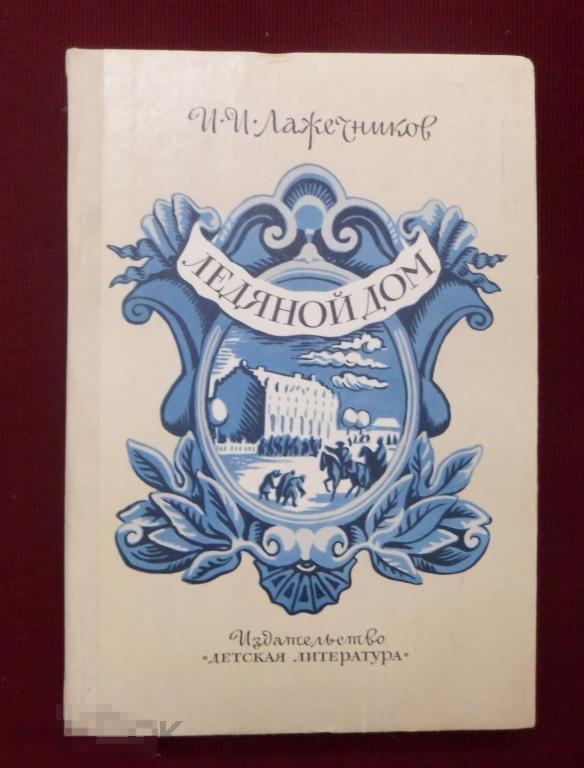 И·И·Лажечников
ЛЕДЯНОЙ ДОМ
Издательство
"ДЕТСКАЯ ЛИТЕРАТУРА"